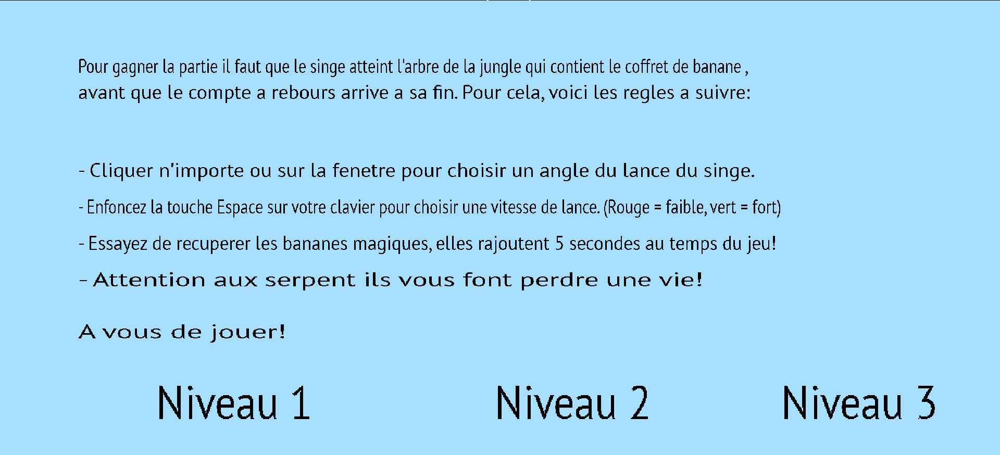 Pour gagner la partie il faut que le singe atteint l'arbre de la jungle qui contient le coffret de banane ,
avant que le compte a rebours arrive a sa fin. Pour cela, voici les regles a suivre:
- Cliquer n'importe ou sur la fenetre pour choisir un angle du lance du singe.
- Enfoncez la touche Espace sur votre clavier pour choisir une vitesse de lance. (Rouge = faible, vert = fort)
- Essayez de recuperer les bananes magiques, elles rajoutent 5 secondes au temps du jeu!
- Attention aux serpent ils vous font perdre une vie!
A vous de jouer!
Niveau 1 Niveau 2 Niveau 3